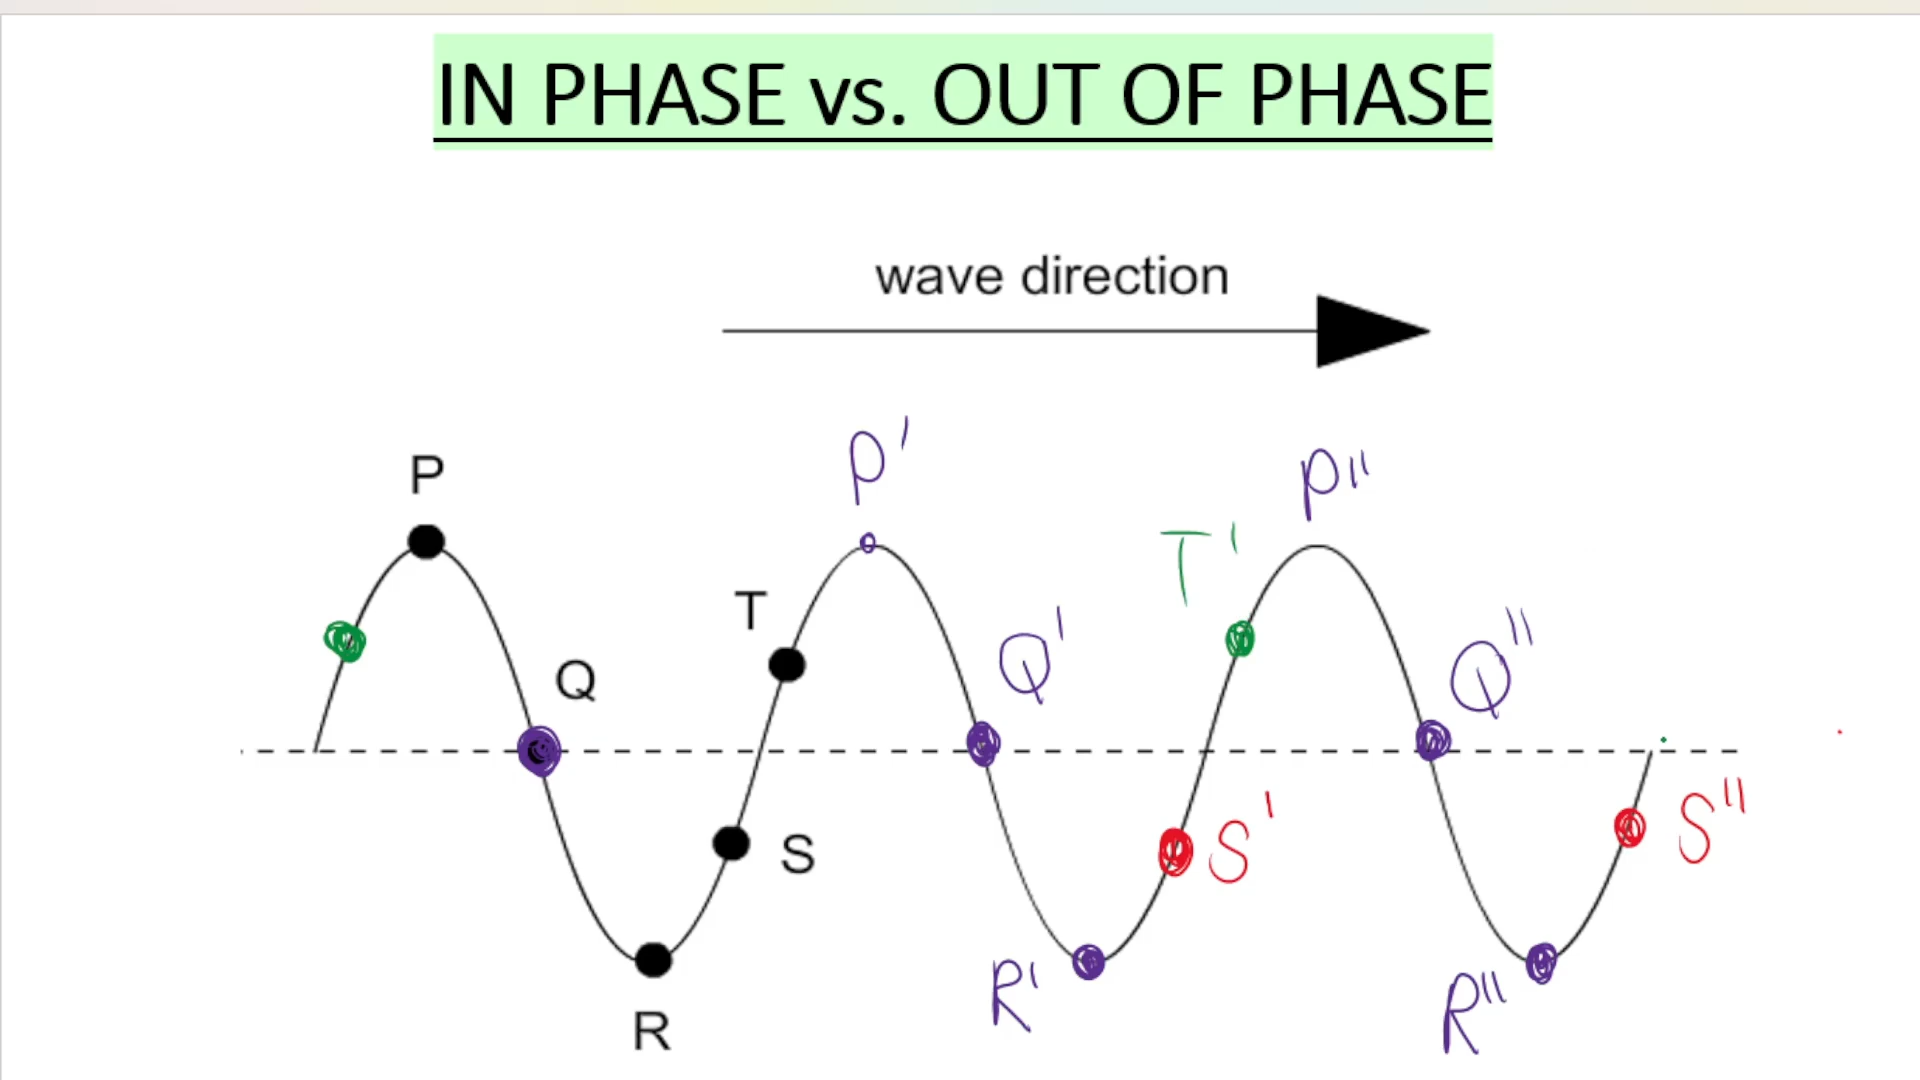 IN PHASE vs. OUT OF PHASE
wave direction
P
P'
P"
T
T'
Q
Q'
Q"
S
S'
S"
R
R'
R"